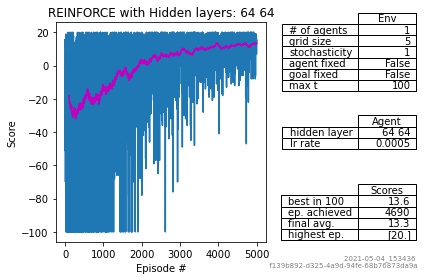 REINFORCE with Hidden layers: 64 64
20
0
−20
−40
−60
−80
−100
Score
0
1000
2000
3000
4000
5000
Episode #
Env
# of agents 1
grid size 5
stochasticity 1
agent fixed False
goal fixed False
max t 100
Agent
hidden layer 64 64
lr rate 0.0005
Scores
best in 100 13.6
ep. achieved 4690
final avg. 13.3
highest ep. [20.]
2021-05-04_153436
f139b892-d325-4a9d-94fe-68b76873da9a